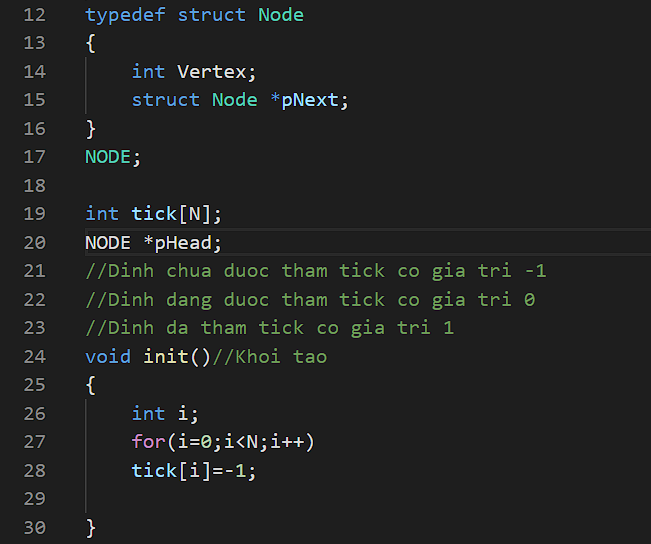 12 typedef struct Node
13 {
14 int Vertex;
15 struct Node *pNext;
16 }
17 NODE;
18
19 int tick[N];
20 NODE *pHead;
21 //Dinh chua duoc tham tick co gia tri -1
22 //Dinh dang duoc tham tick co gia tri 0
23 //Dinh da tham tick co gia tri 1
24 void init()//Khoi tao
25 {
26 int i;
27 for(i=0;i<N;i++)
28 tick[i]=-1;
29
30 }